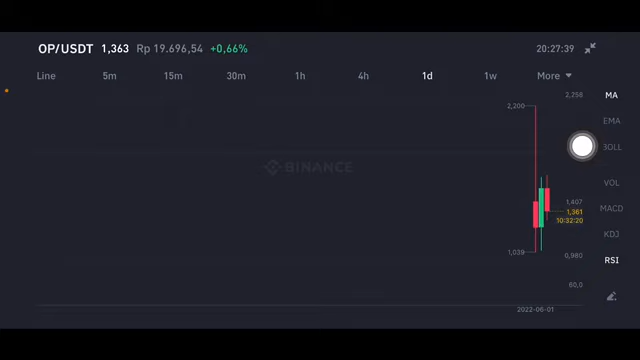 OP/USDT 1,363 Rp 19.696,54 +0,66% 20:27:39
Line 5m 15m 30m 1h 4h 1d 1w More
2,258
MA
2,200
EMA
BOLL
BINANCE
VOL
1,407
MACD
1,361
10:32:20
KDJ
1,039
0,980
RSI
60,0
2022-06-01